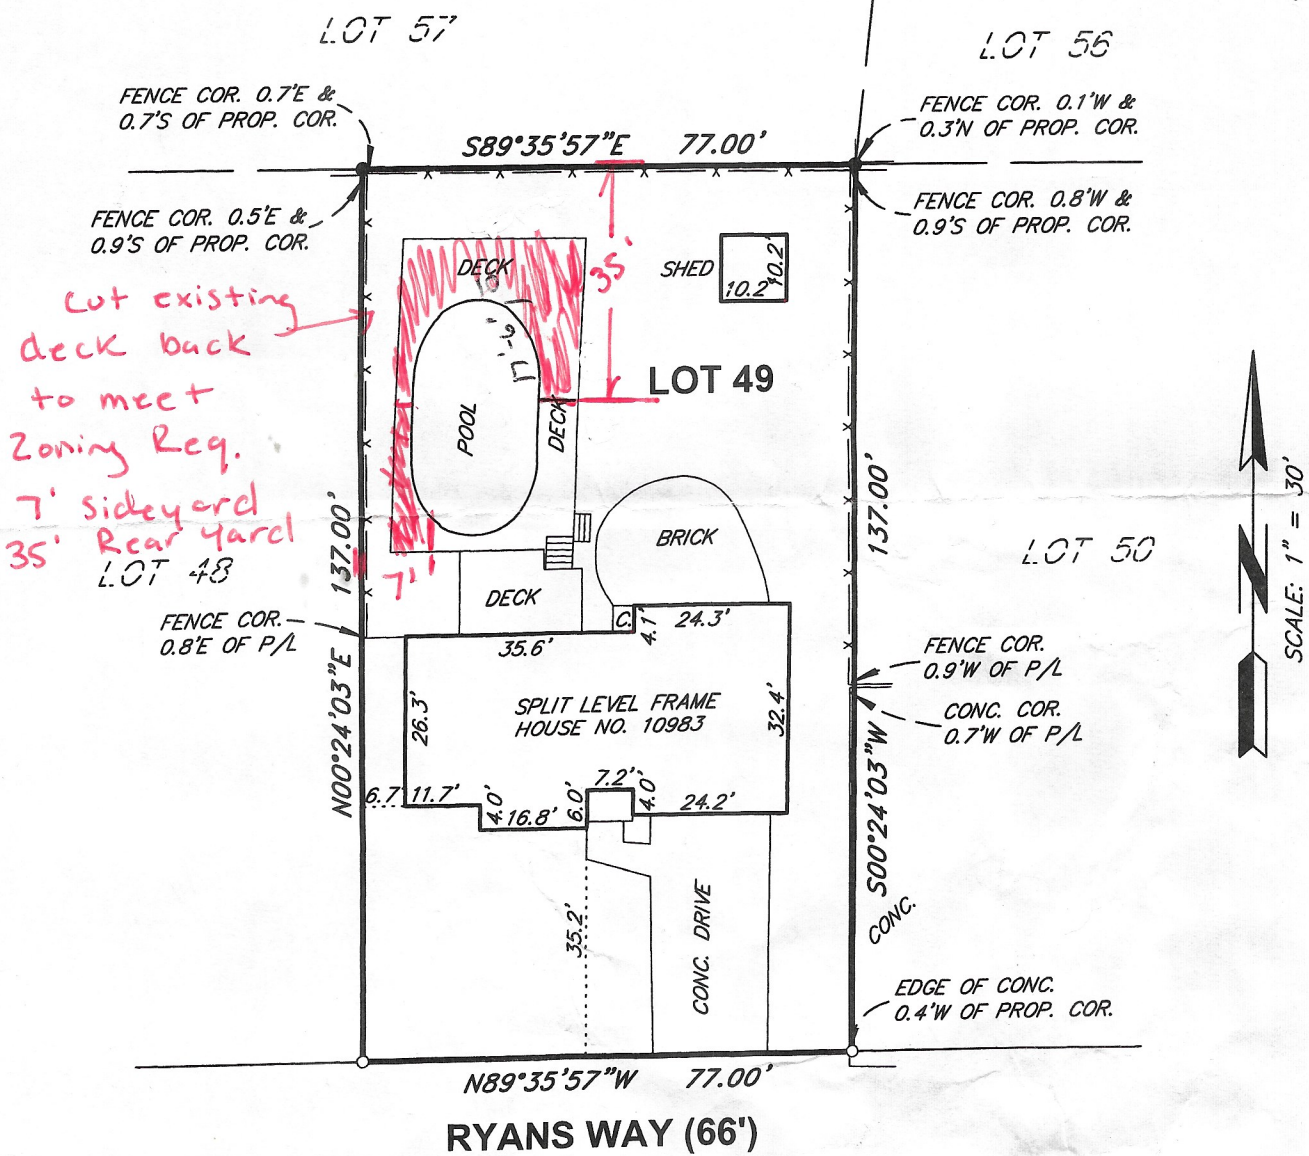 LOT 57
LOT 56
FENCE COR. 0.7'E &
0.7'S OF PROP. COR.
FENCE COR. 0.1'W &
0.3'N OF PROP. COR.
S89°35'57"E 77.00'
FENCE COR. 0.5'E &
0.9'S OF PROP. COR.
FENCE COR. 0.8'W &
0.9'S OF PROP. COR.
DECK
35'
SHED
10.2'
10.2'
cut existing
deck back
to meet
Zoning Req.
7' sideyard
35' Rear yard
17'-6"
LOT 49
POOL
DECK
BRICK
137.00'
137.00'
LOT 48
LOT 50
7'
DECK
C.
4.1'
24.3'
35.6'
FENCE COR.
0.8'E OF P/L
FENCE COR.
0.9'W OF P/L
CONC. COR.
0.7'W OF P/L
N00°24'03"E
S00°24'03"W
26.3'
SPLIT LEVEL FRAME
HOUSE NO. 10983
32.4'
6.7'
11.7'
4.0'
16.8'
6.0'
7.2'
4.0'
24.2'
35.2'
CONC. DRIVE
CONC.
EDGE OF CONC.
0.4'W OF PROP. COR.
N89°35'57"W 77.00'
RYANS WAY (66')
N
SCALE: 1" = 30'